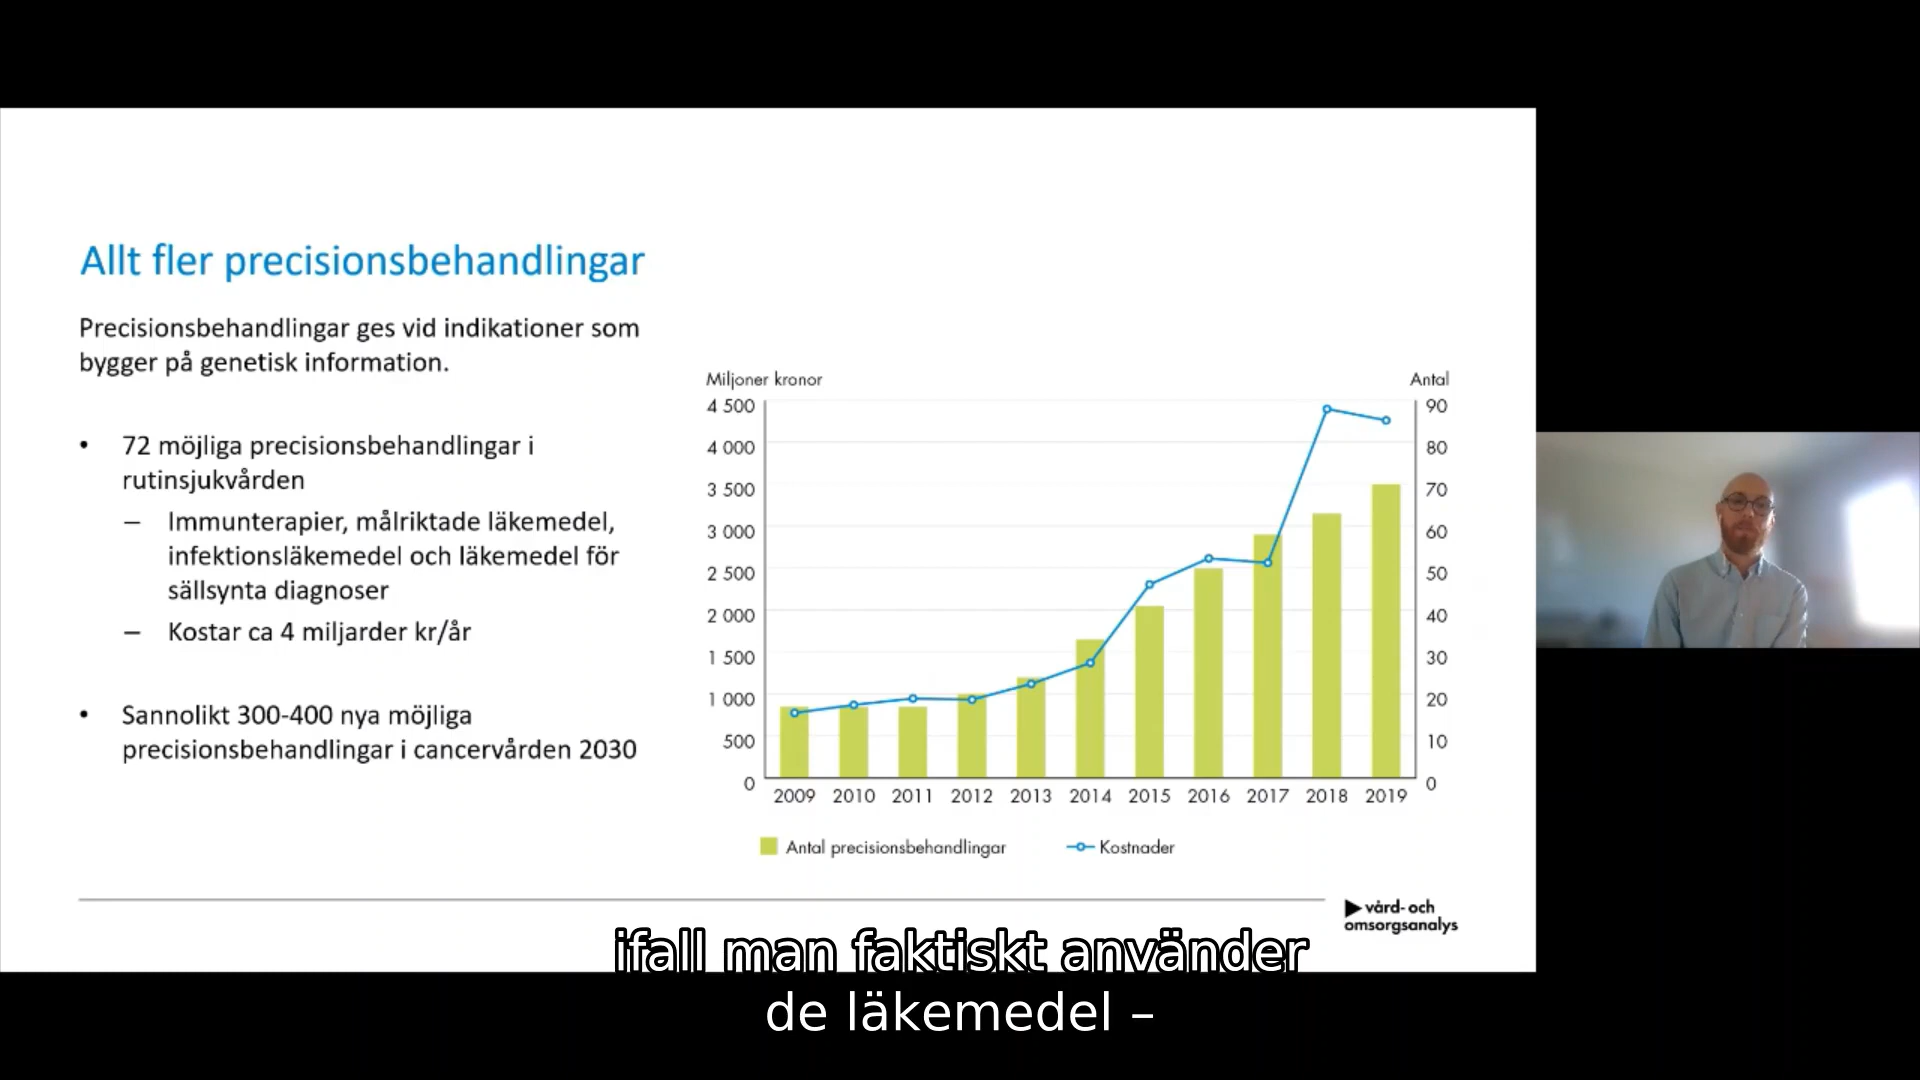 Allt fler precisionsbehandlingar
Precisionsbehandlingar ges vid indikationer som
bygger på genetisk information.
• 72 möjliga precisionsbehandlingar i
rutinsjukvården
– Immunterapier, målriktade läkemedel,
infektionsläkemedel och läkemedel för
sällsynta diagnoser
– Kostar ca 4 miljarder kr/år
• Sannolikt 300-400 nya möjliga
precisionsbehandlingar i cancervården 2030
Miljoner kronor Antal
4 500 90
4 000 80
3 500 70
3 000 60
2 500 50
2 000 40
1 500 30
1 000 20
500 10
0 0
2009 2010 2011 2012 2013 2014 2015 2016 2017 2018 2019
Antal precisionsbehandlingar Kostnader
vård- och
omsorgsanalys
ifall man faktiskt använder
de läkemedel –